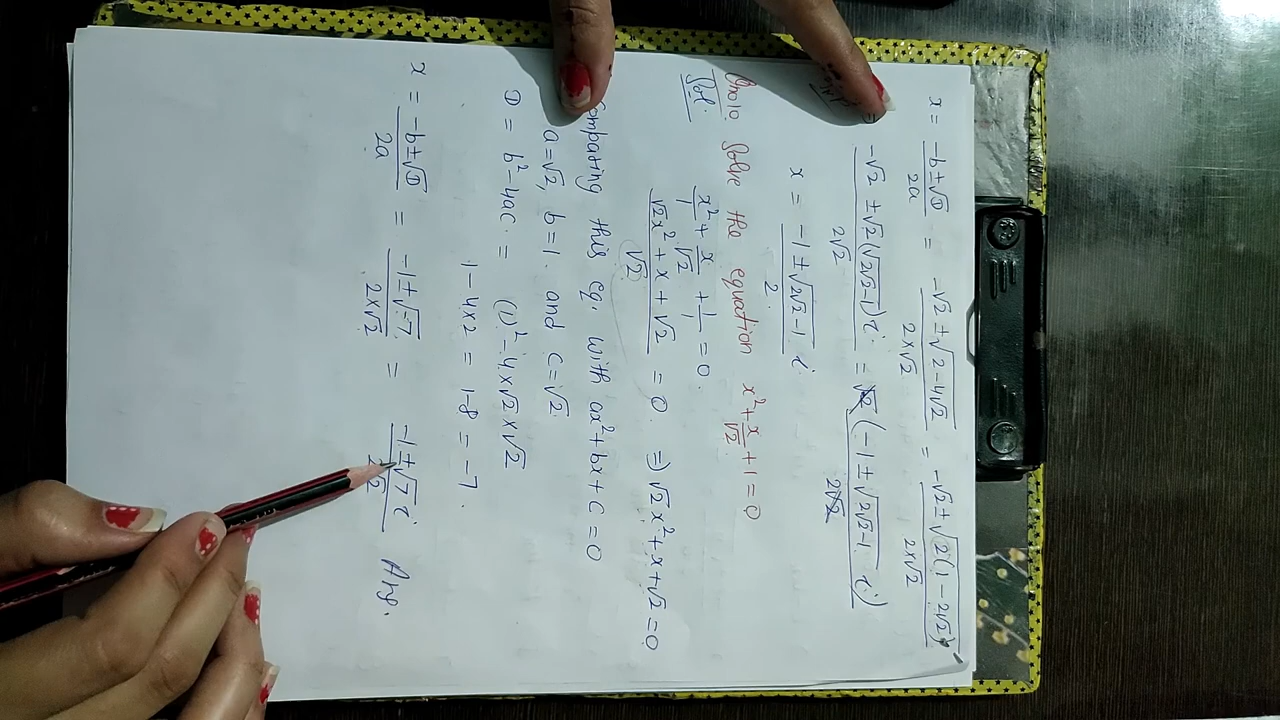 x = -b±√D/2a = -√2 ± √2-4√2/2×√2 = -√2 ± √2(1-2√2)/2×√2
= -√2 ± √2(√2√2-1)i/2√2 = √2(-1 ± √2√2-1 i)/2√2
x = -1 ± √2√2-1 i/2.
Qno10 Solve the equation x²+x/√2+1=0
Sol.
x²/1 + x/√2 + 1/1 = 0.
√2x²+x+√2/√2 = 0. ⇒ √2x²+x+√2=0
Comparing this eq. with ax²+bx+c=0
a=√2, b=1. and c=√2
D = b²-4ac = (1)²-4×√2×√2
1-4×2 = 1-8 = -7.
x = -b±√D/2a = -1±√-7/2×√2 = -1±√7i/2√2 Ans.